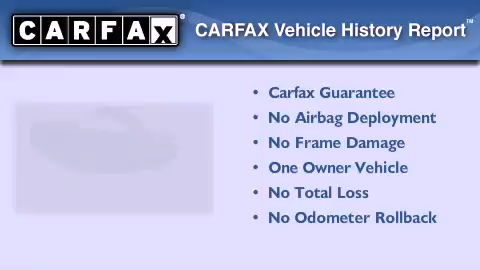 CARFAX® CARFAX Vehicle History Report™
• Carfax Guarantee
• No Airbag Deployment
• No Frame Damage
• One Owner Vehicle
• No Total Loss
• No Odometer Rollback